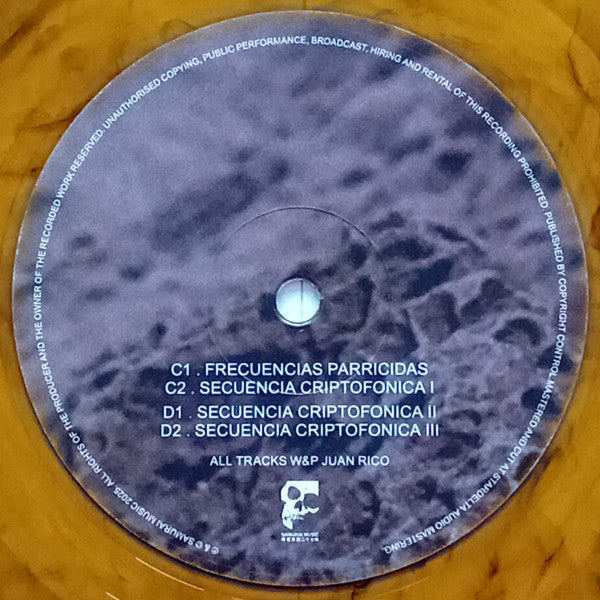 ℗ & © SAMURAI MUSIC 2025 ALL RIGHTS OF THE PRODUCER AND THE OWNER OF THE RECORDED WORK RESERVED. UNAUTHORISED COPYING, PUBLIC PERFORMANCE, BROADCAST, HIRING AND RENTAL OF THIS RECORDING PROHIBITED. PUBLISHED BY COPYRIGHT CONTROL. MASTERED AND CUT AT STARDELTA AUDIO MASTERING.
C1 . FRECUENCIAS PARRICIDAS
C2 . SECUENCIA CRIPTOFONICA I
D1 . SECUENCIA CRIPTOFONICA II
D2 . SECUENCIA CRIPTOFONICA III
ALL TRACKS W&P JUAN RICO
SAMURAI MUSIC